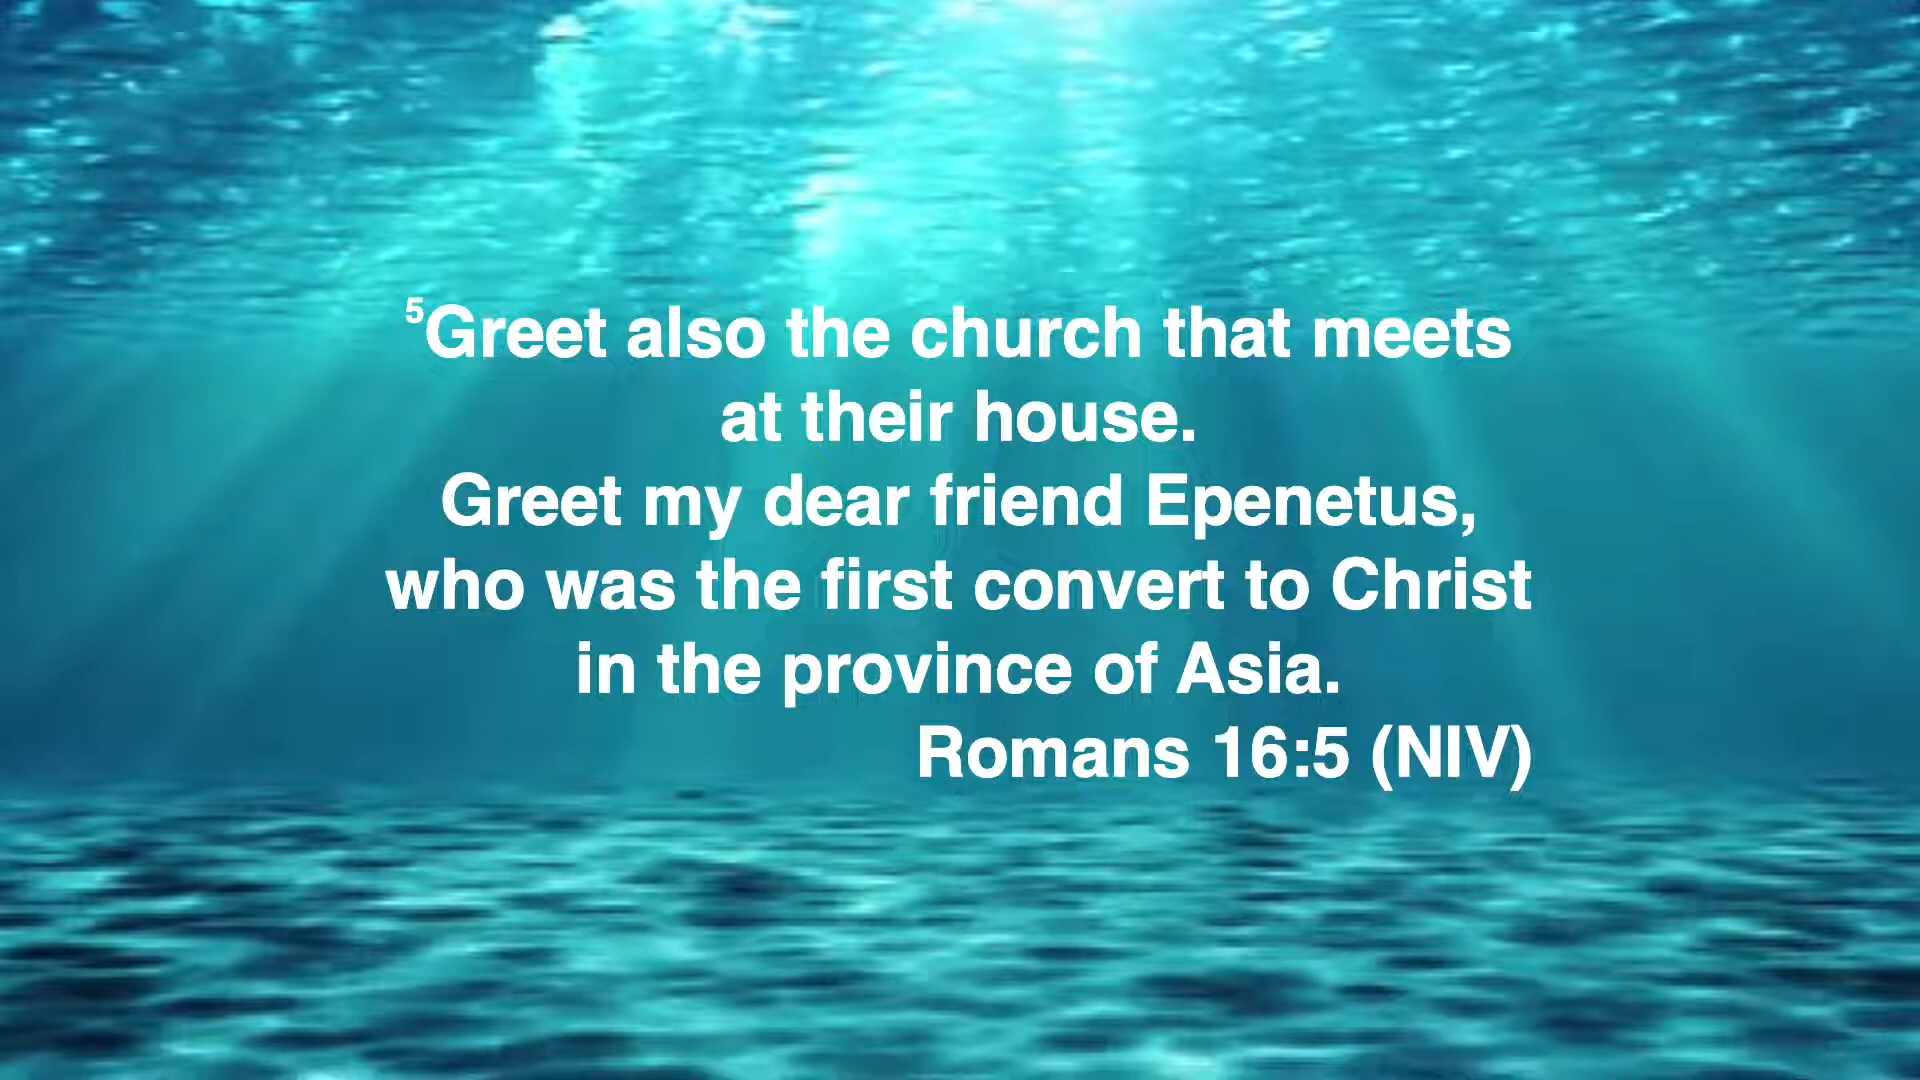 ⁵Greet also the church that meets
at their house.
Greet my dear friend Epenetus,
who was the first convert to Christ
in the province of Asia.
Romans 16:5 (NIV)